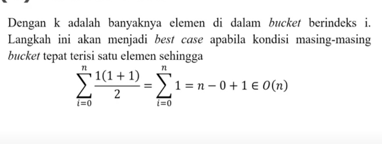 Dengan k adalah banyaknya elemen di dalam bucket berindeks i.
Langkah ini akan menjadi best case apabila kondisi masing-masing
bucket tepat terisi satu elemen sehingga
∑_{i=0}^{n} 1(1 + 1)/2 = ∑_{i=0}^{n} 1 = n − 0 + 1 ∈ O(n)